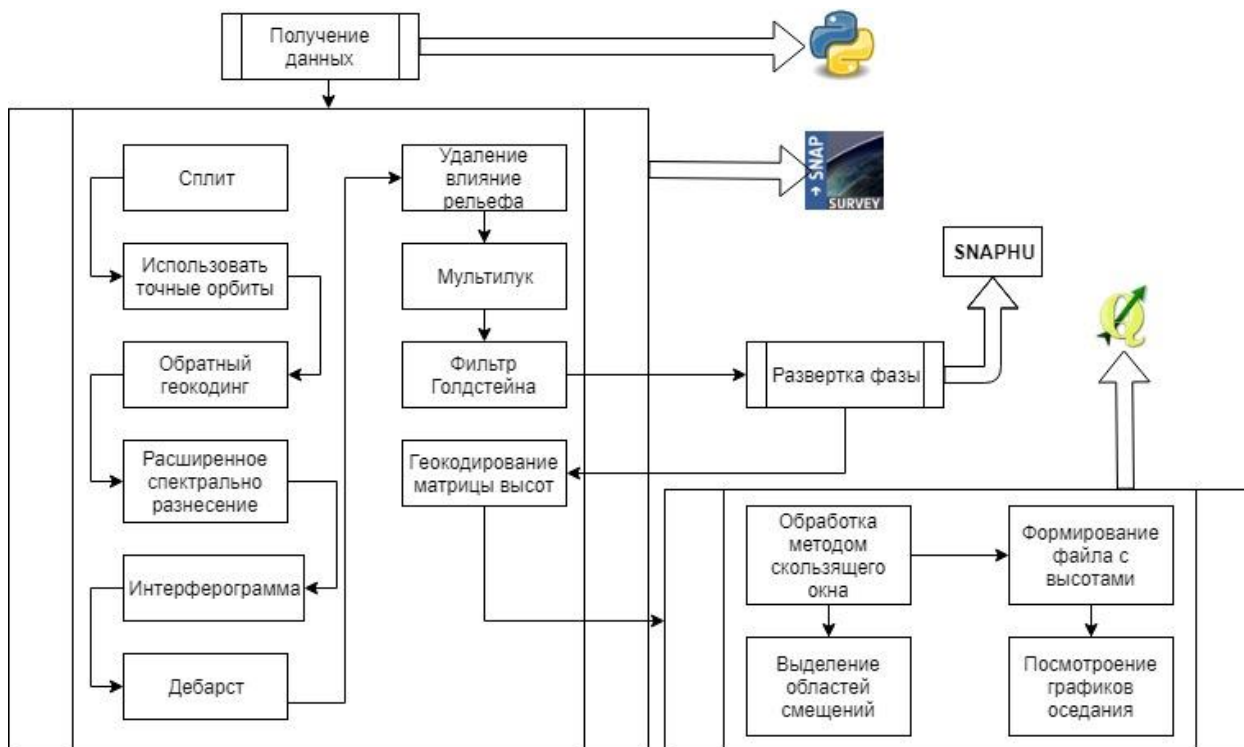 Получение
данных
Сплит
Использовать
точные орбиты
Обратный
геокодинг
Расширенное
спектрально
разнесение
Интерферограмма
Дебарст
Удаление
влияние
рельефа
Мультилук
Фильтр
Голдстейна
Развертка фазы
Геокодирование
матрицы высот
→ SNAP
SURVEY
SNAPHU
Обработка
методом
скользящего
окна
Формирование
файла с
высотами
Выделение
областей
смещений
Посмотроение
графиков
оседания